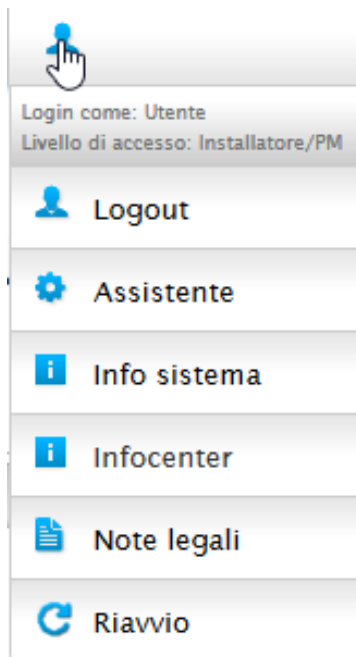 Login come: Utente
Livello di accesso: Installatore/PM
Logout
Assistente
Info sistema
Infocenter
Note legali
Riavvio